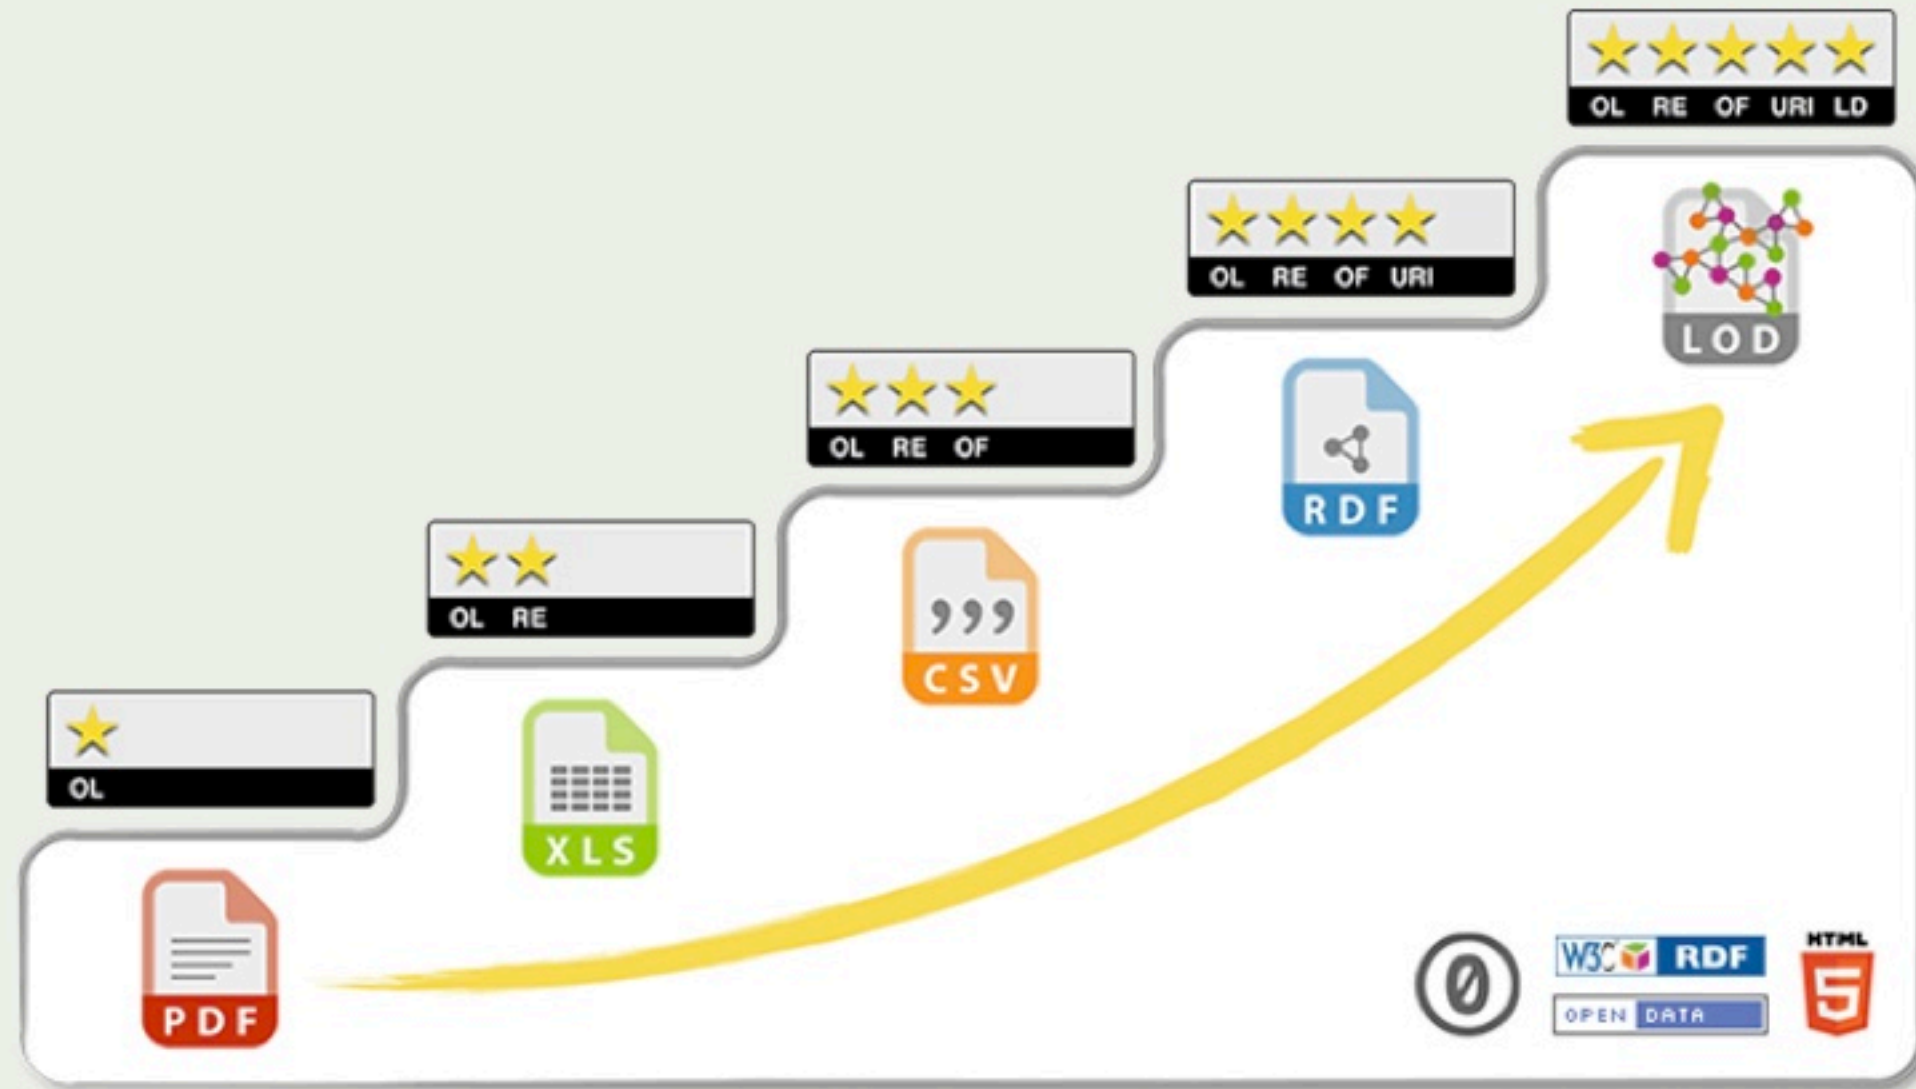 OL RE OF URI LD
LOD
OL RE OF URI
RDF
OL RE OF
CSV
OL RE
XLS
OL
PDF
0
W3C RDF
OPEN DATA
HTML
5